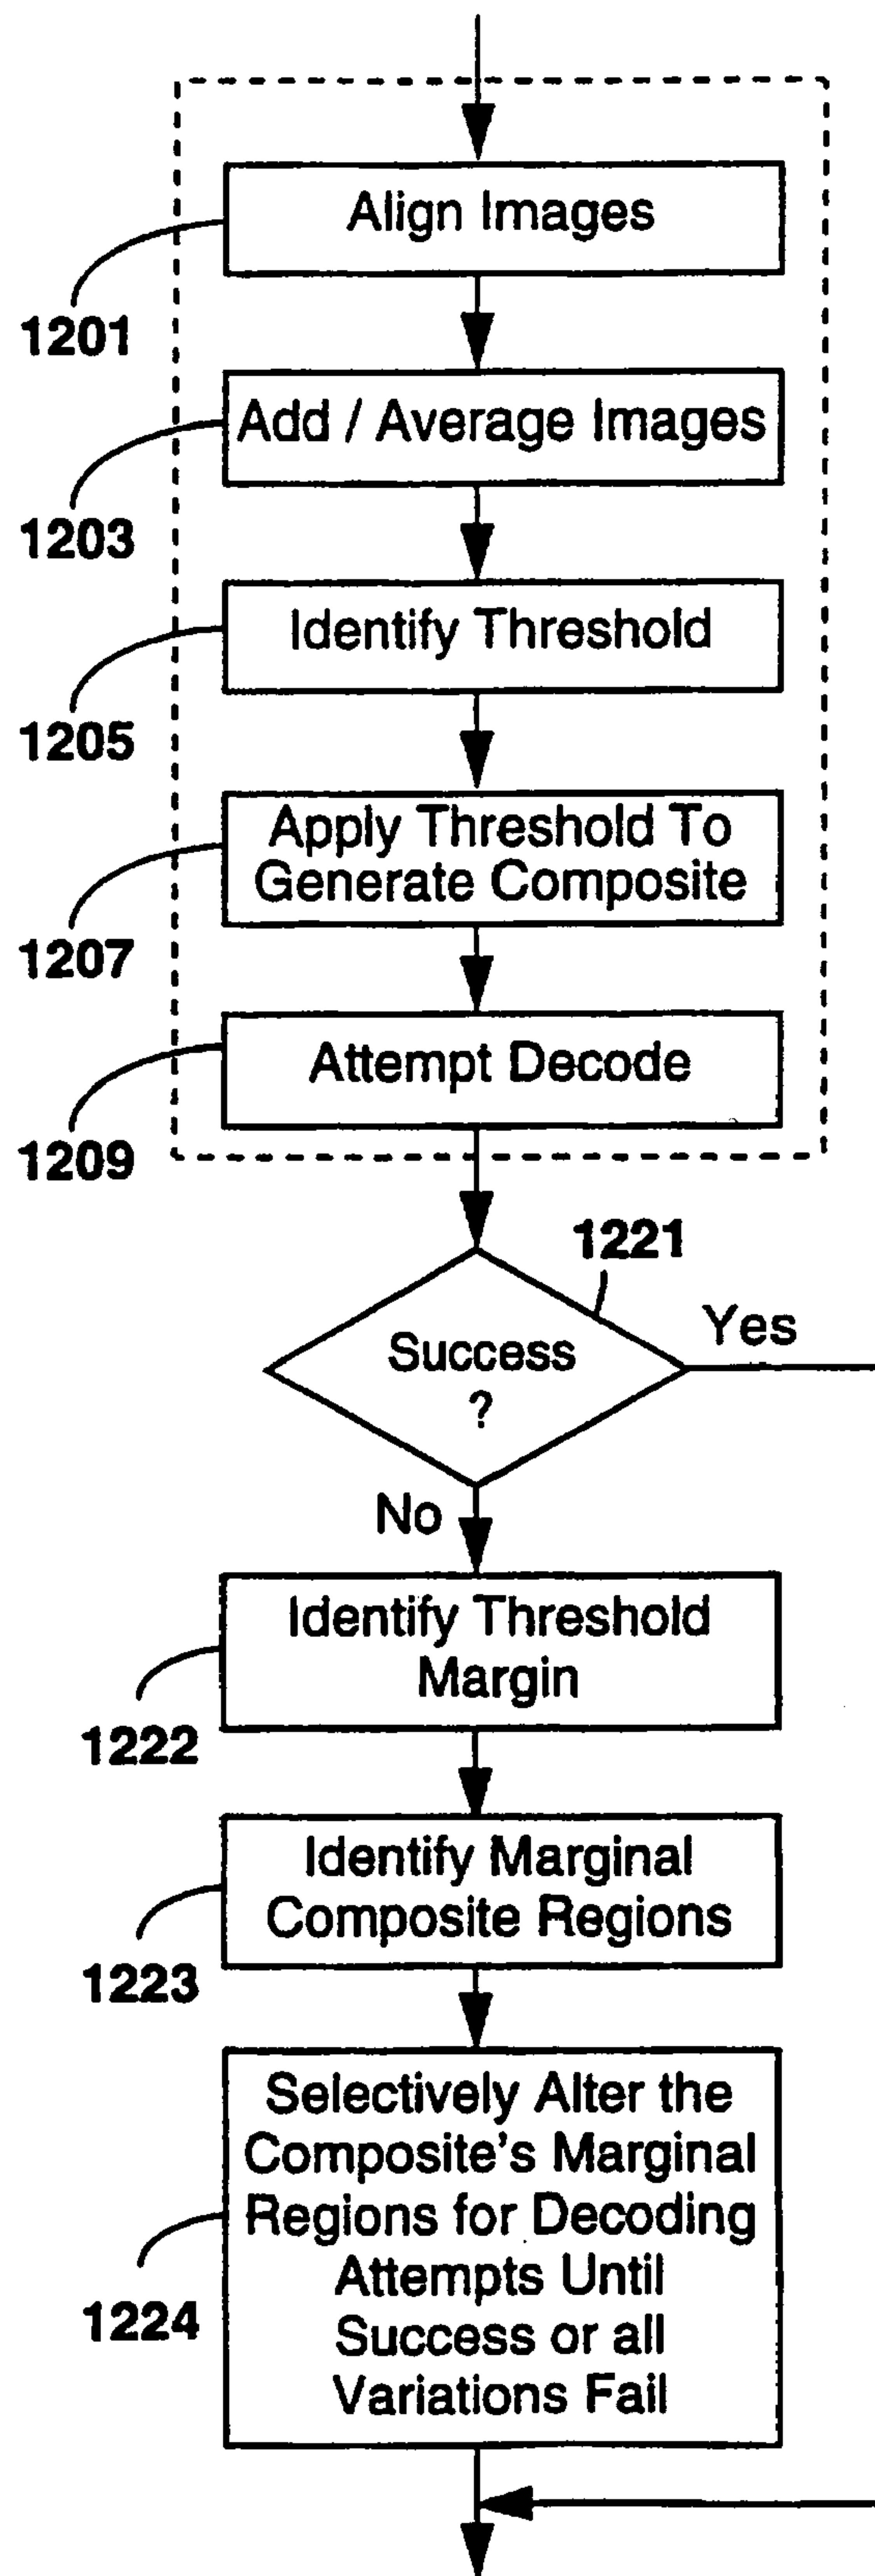 Align Images
1201
Add / Average Images
1203
Identify Threshold
1205
Apply Threshold To
Generate Composite
1207
Attempt Decode
1209
1221
Success
?
Yes
No
Identify Threshold
Margin
1222
Identify Marginal
Composite Regions
1223
Selectively Alter the
Composite's Marginal
Regions for Decoding
Attempts Until
Success or all
Variations Fail
1224